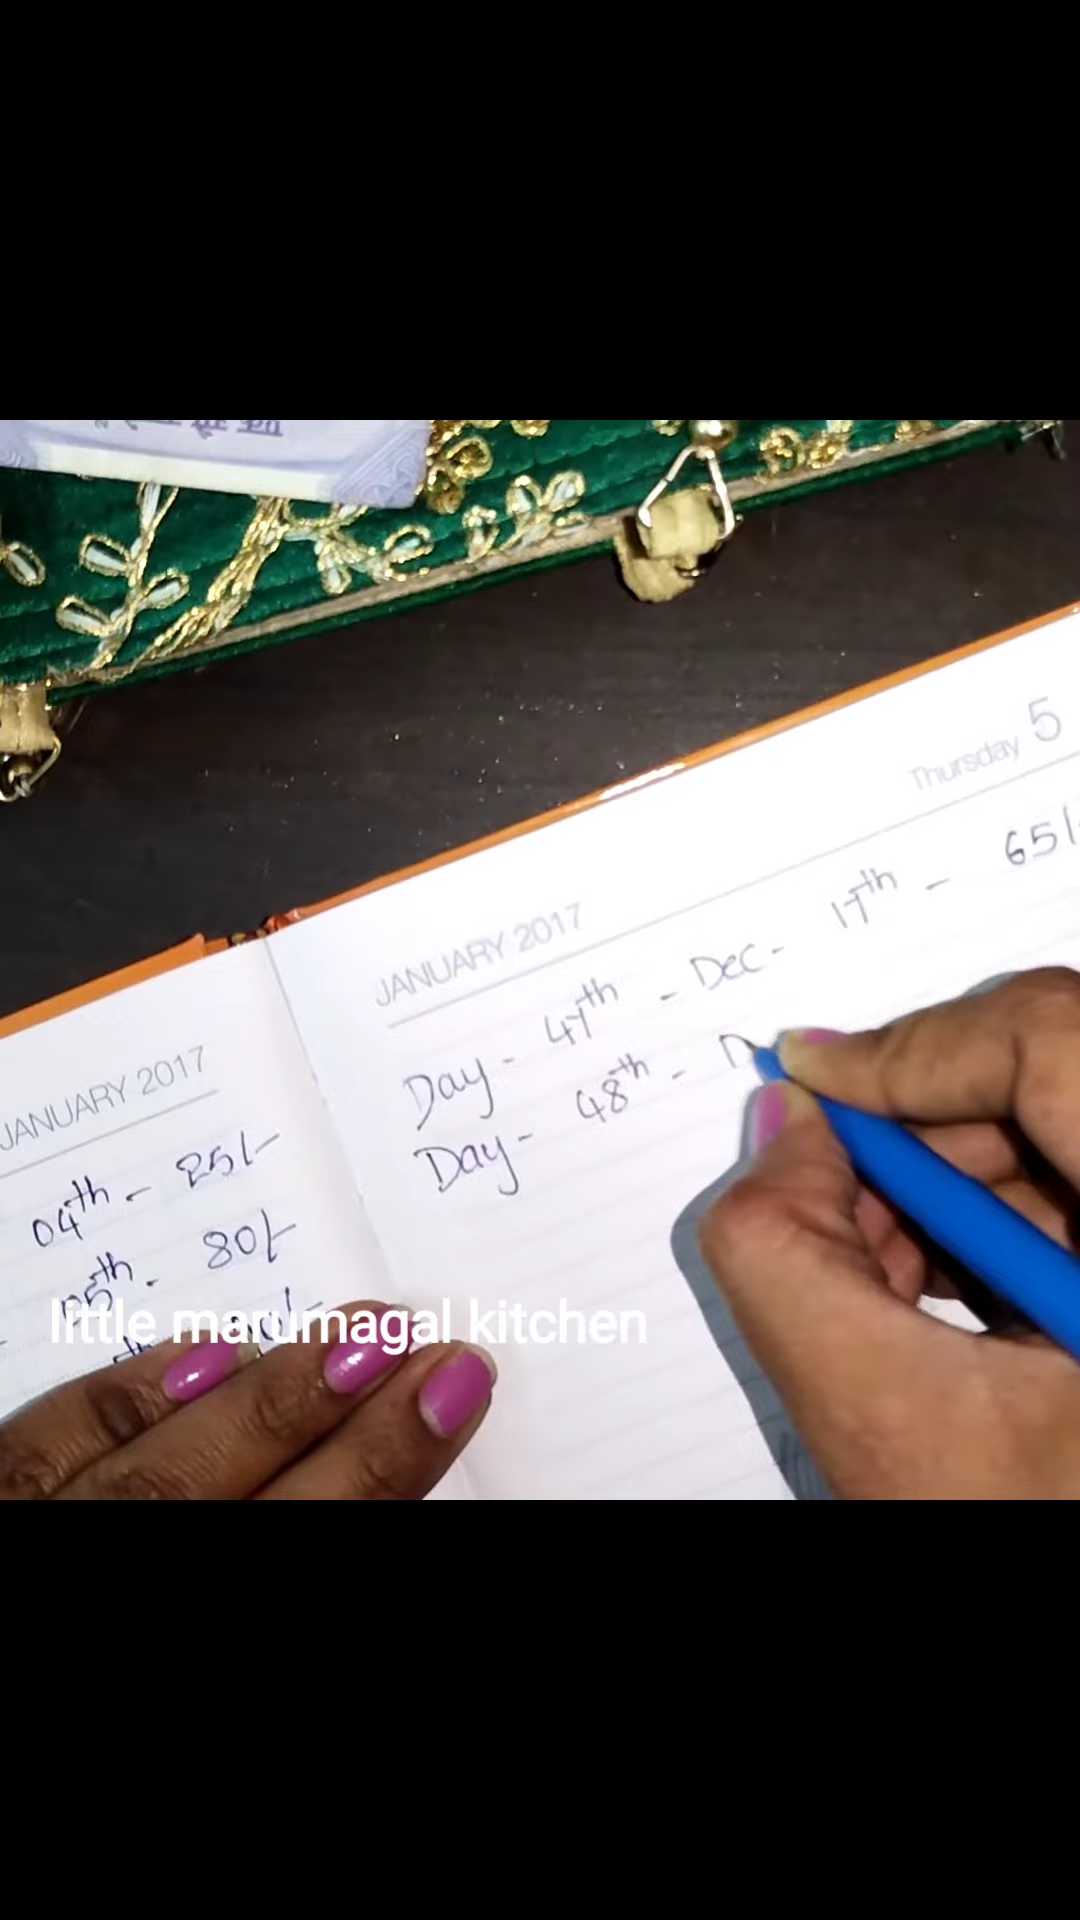 Thursday 5
JANUARY 2017
Day - 47th - Dec - 17th - 65/-
Day - 48th - D
JANUARY 2017
04th - 25/-
05th - 80/-
little marumagal kitchen